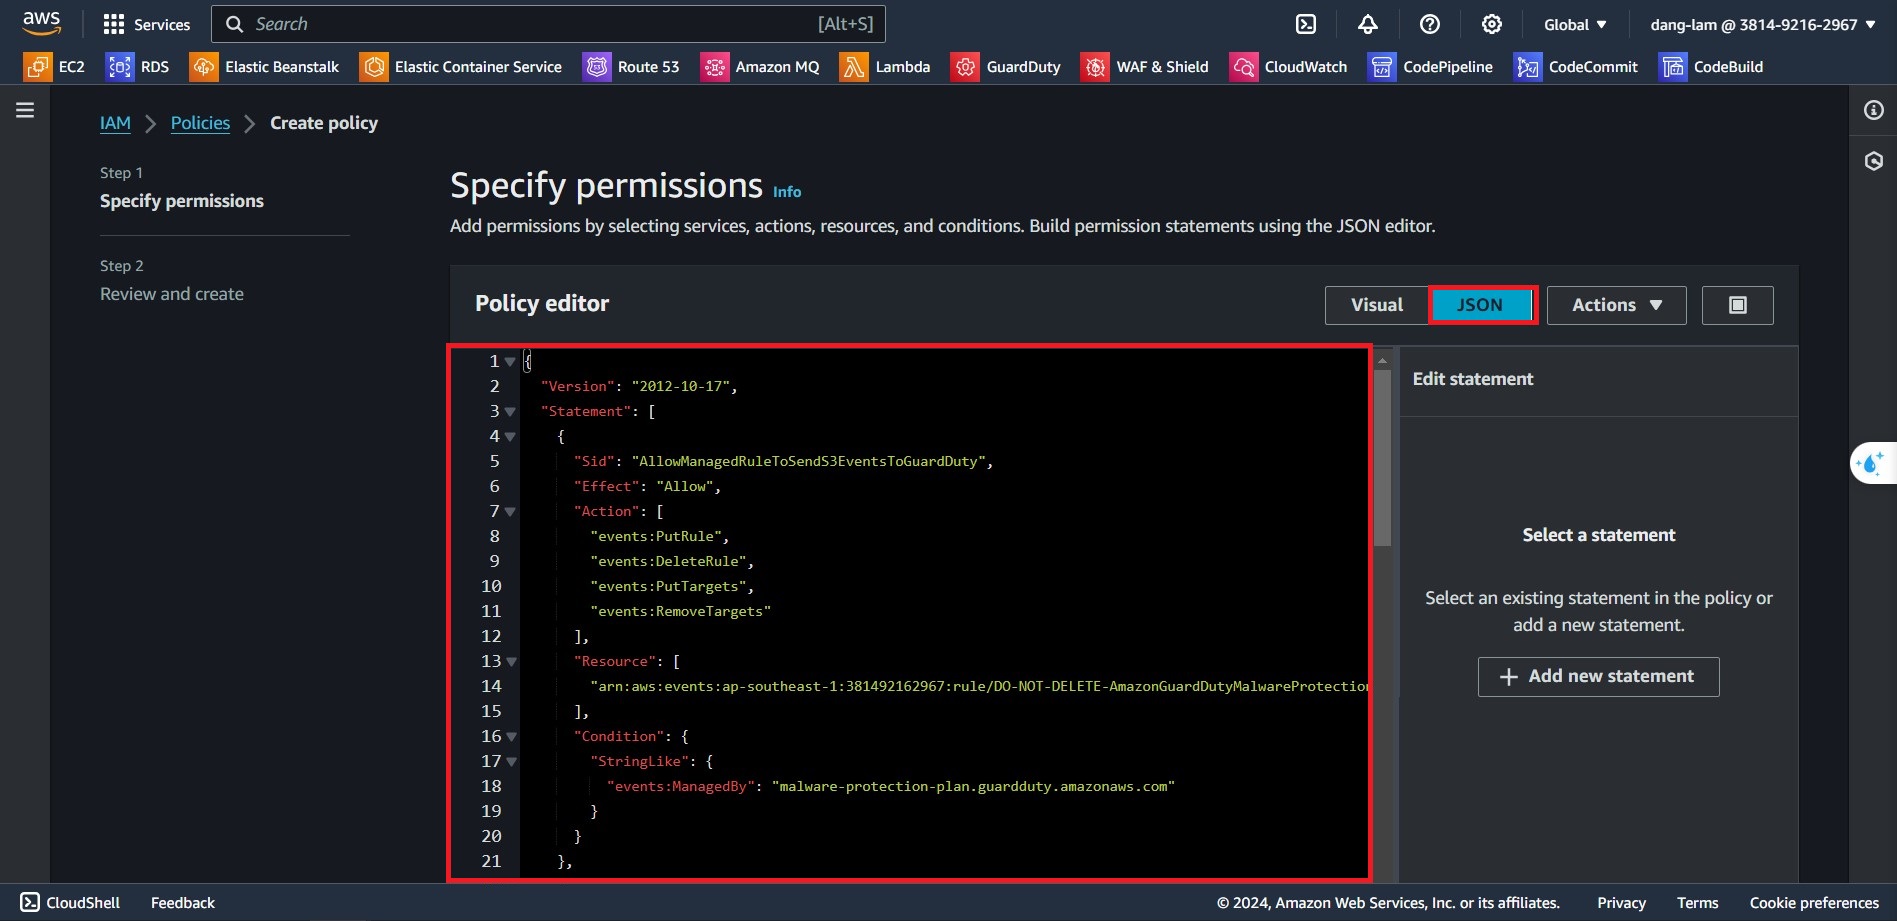 aws
Services
Search [Alt+S]
Global
dang-lam @ 3814-9216-2967
EC2
RDS
Elastic Beanstalk
Elastic Container Service
Route 53
Amazon MQ
Lambda
GuardDuty
WAF & Shield
CloudWatch
CodePipeline
CodeCommit
CodeBuild
IAM > Policies > Create policy
Step 1
Specify permissions
Step 2
Review and create
Specify permissions Info
Add permissions by selecting services, actions, resources, and conditions. Build permission statements using the JSON editor.
Policy editor
Visual
JSON
Actions
1 {
2 "Version": "2012-10-17",
3 "Statement": [
4 {
5 "Sid": "AllowManagedRuleToSendS3EventsToGuardDuty",
6 "Effect": "Allow",
7 "Action": [
8 "events:PutRule",
9 "events:DeleteRule",
10 "events:PutTargets",
11 "events:RemoveTargets"
12 ],
13 "Resource": [
14 "arn:aws:events:ap-southeast-1:381492162967:rule/DO-NOT-DELETE-AmazonGuardDutyMalwareProtection
15 ],
16 "Condition": {
17 "StringLike": {
18 "events:ManagedBy": "malware-protection-plan.guardduty.amazonaws.com"
19 }
20 }
21 },
Edit statement
Select a statement
Select an existing statement in the policy or
add a new statement.
+ Add new statement
CloudShell
Feedback
© 2024, Amazon Web Services, Inc. or its affiliates.
Privacy
Terms
Cookie preferences